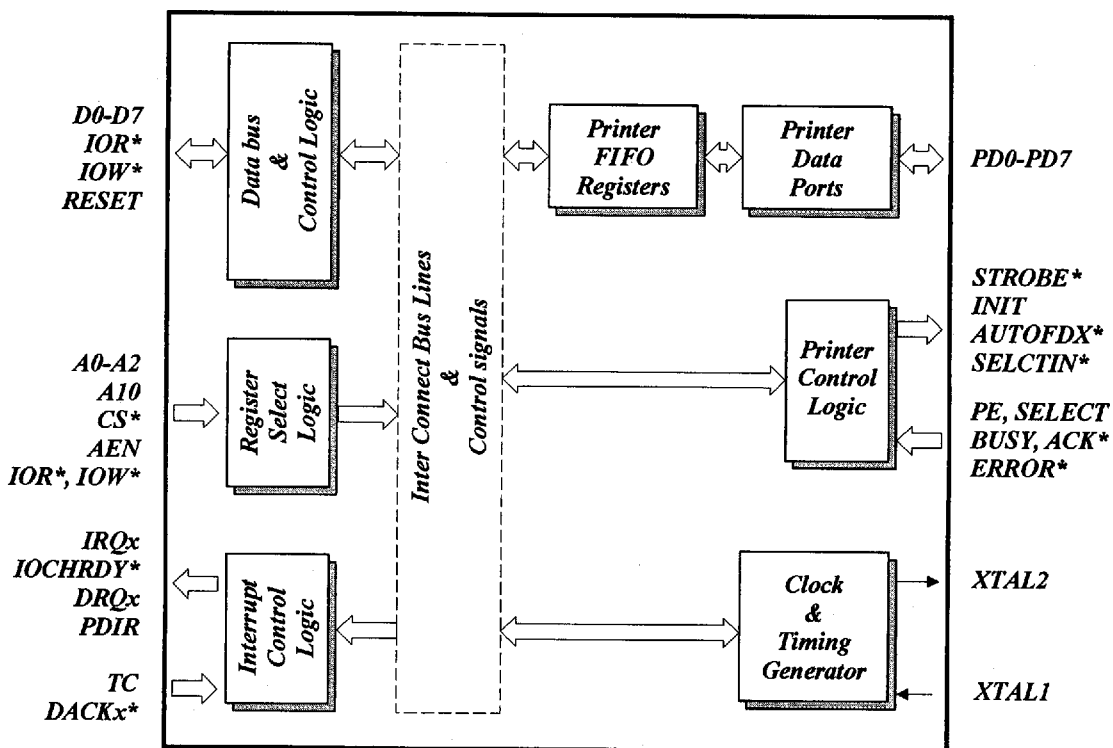 D0-D7
IOR*
IOW*
RESET
Data bus
&
Control Logic
A0-A2
A10
CS*
AEN
IOR*, IOW*
Register
Select
Logic
IRQx
IOCHRDY*
DRQx
PDIR
TC
DACKx*
Interrupt
Control
Logic
Inter Connect Bus Lines
&
Control signals
Printer
FIFO
Registers
Printer
Data
Ports
PD0-PD7
Printer
Control
Logic
STROBE*
INIT
AUTOFDX*
SELCTIN*
PE, SELECT
BUSY, ACK*
ERROR*
Clock
&
Timing
Generator
XTAL2
XTAL1